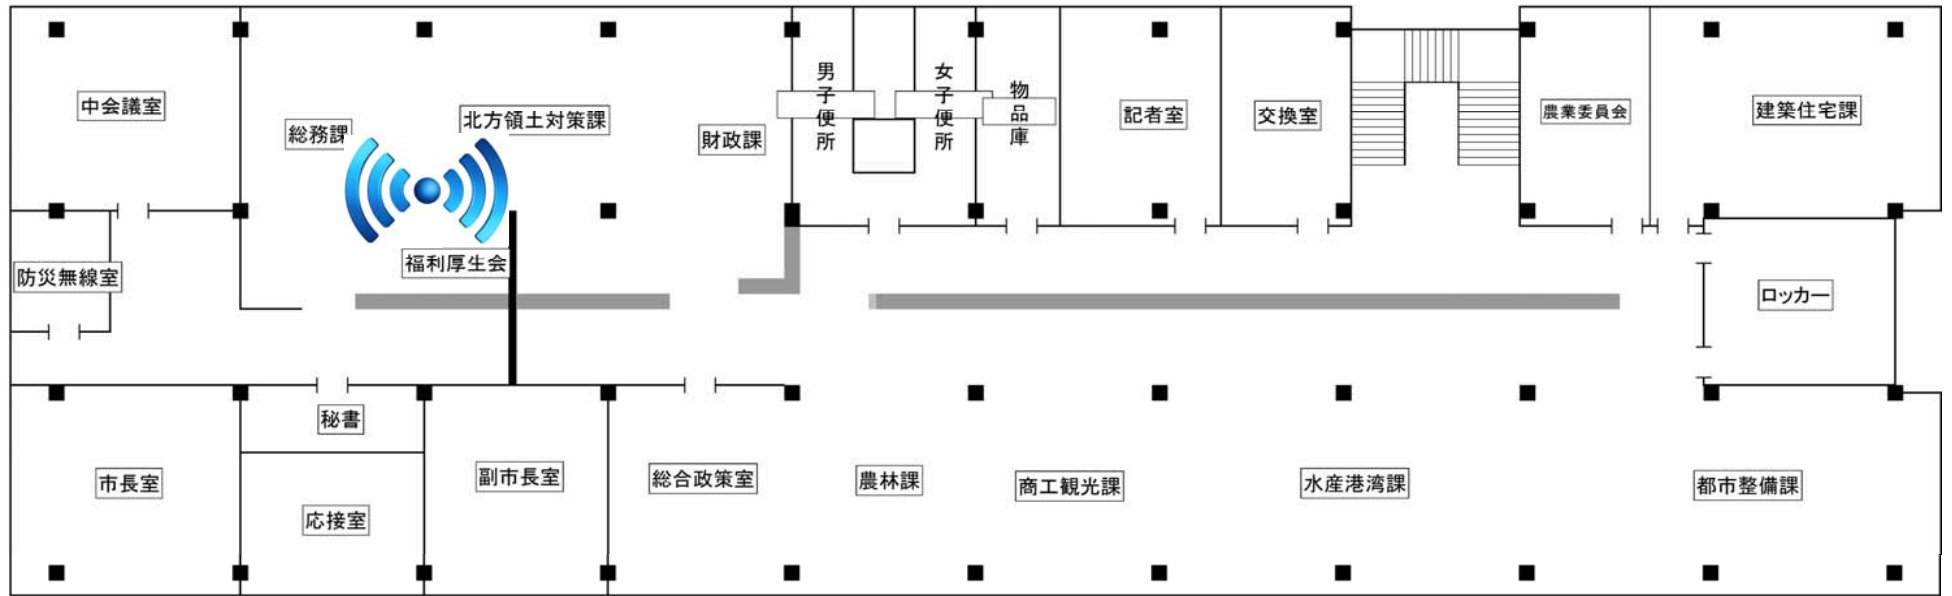 中会議室
総務課
北方領土対策課
財政課
男子便所
女子便所
物品庫
記者室
交換室
農業委員会
建築住宅課
防災無線室
福利厚生会
ロッカー
秘書
市長室
応接室
副市長室
総合政策室
農林課
商工観光課
水産港湾課
都市整備課